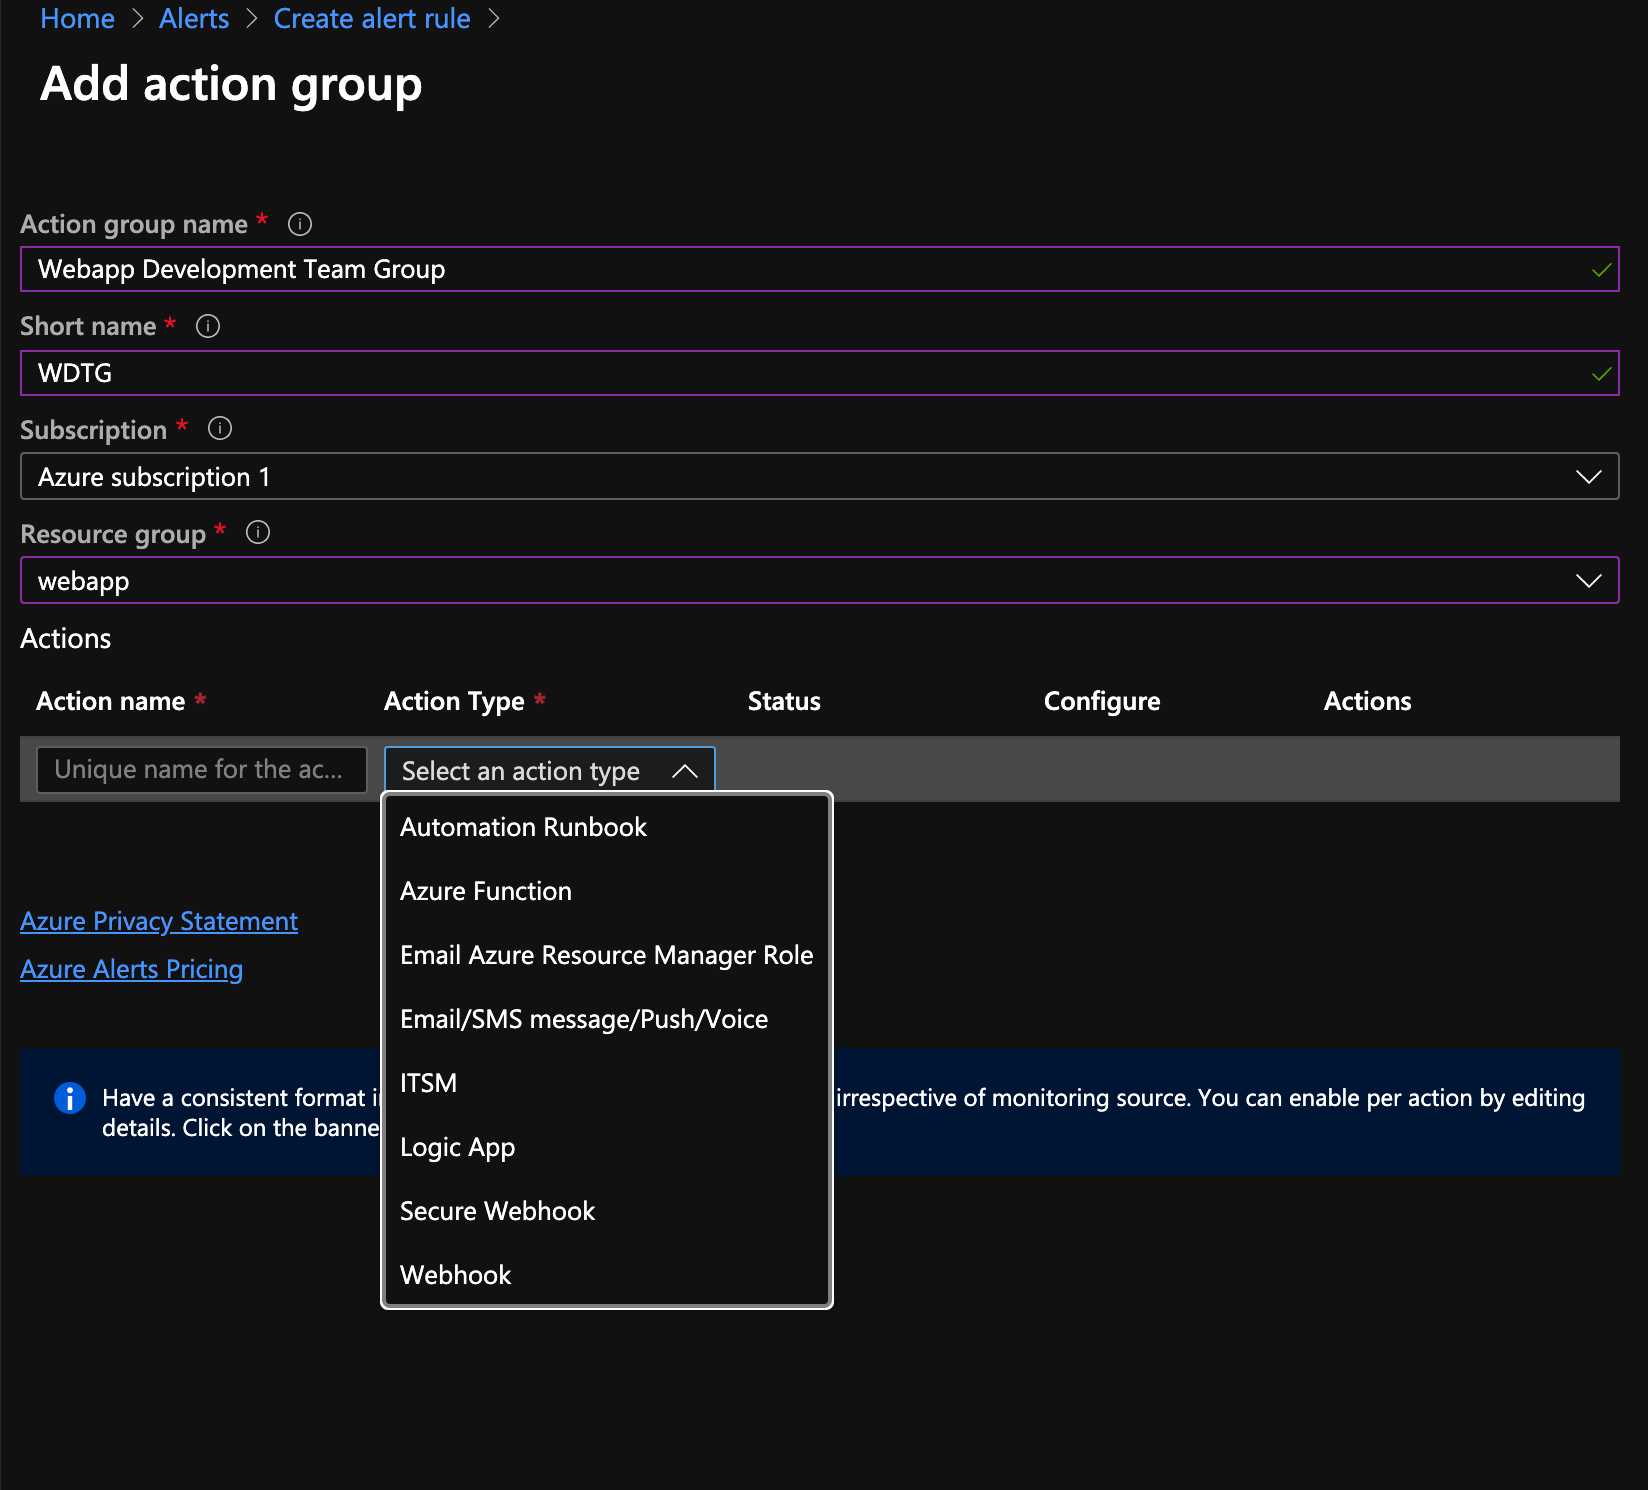 Home > Alerts > Create alert rule >
Add action group
Action group name *
Webapp Development Team Group
Short name *
WDTG
Subscription *
Azure subscription 1
Resource group *
webapp
Actions
Action name * Action Type * Status Configure Actions
Unique name for the ac... Select an action type
Automation Runbook
Azure Function
Email Azure Resource Manager Role
Email/SMS message/Push/Voice
ITSM
Logic App
Secure Webhook
Webhook
Azure Privacy Statement
Azure Alerts Pricing
Have a consistent format irrespective of monitoring source. You can enable per action by editing
details. Click on the